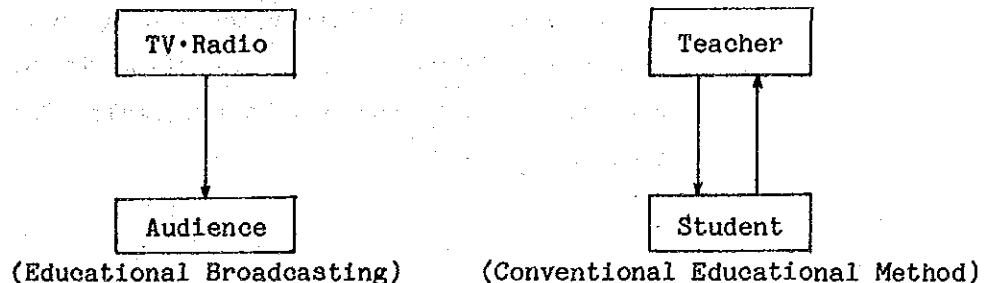 TV•Radio
Teacher
Audience
Student
(Educational Broadcasting)
(Conventional Educational Method)